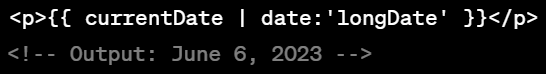 <p>{{ currentDate | date:'longDate' }}</p>
<!-- Output: June 6, 2023 -->